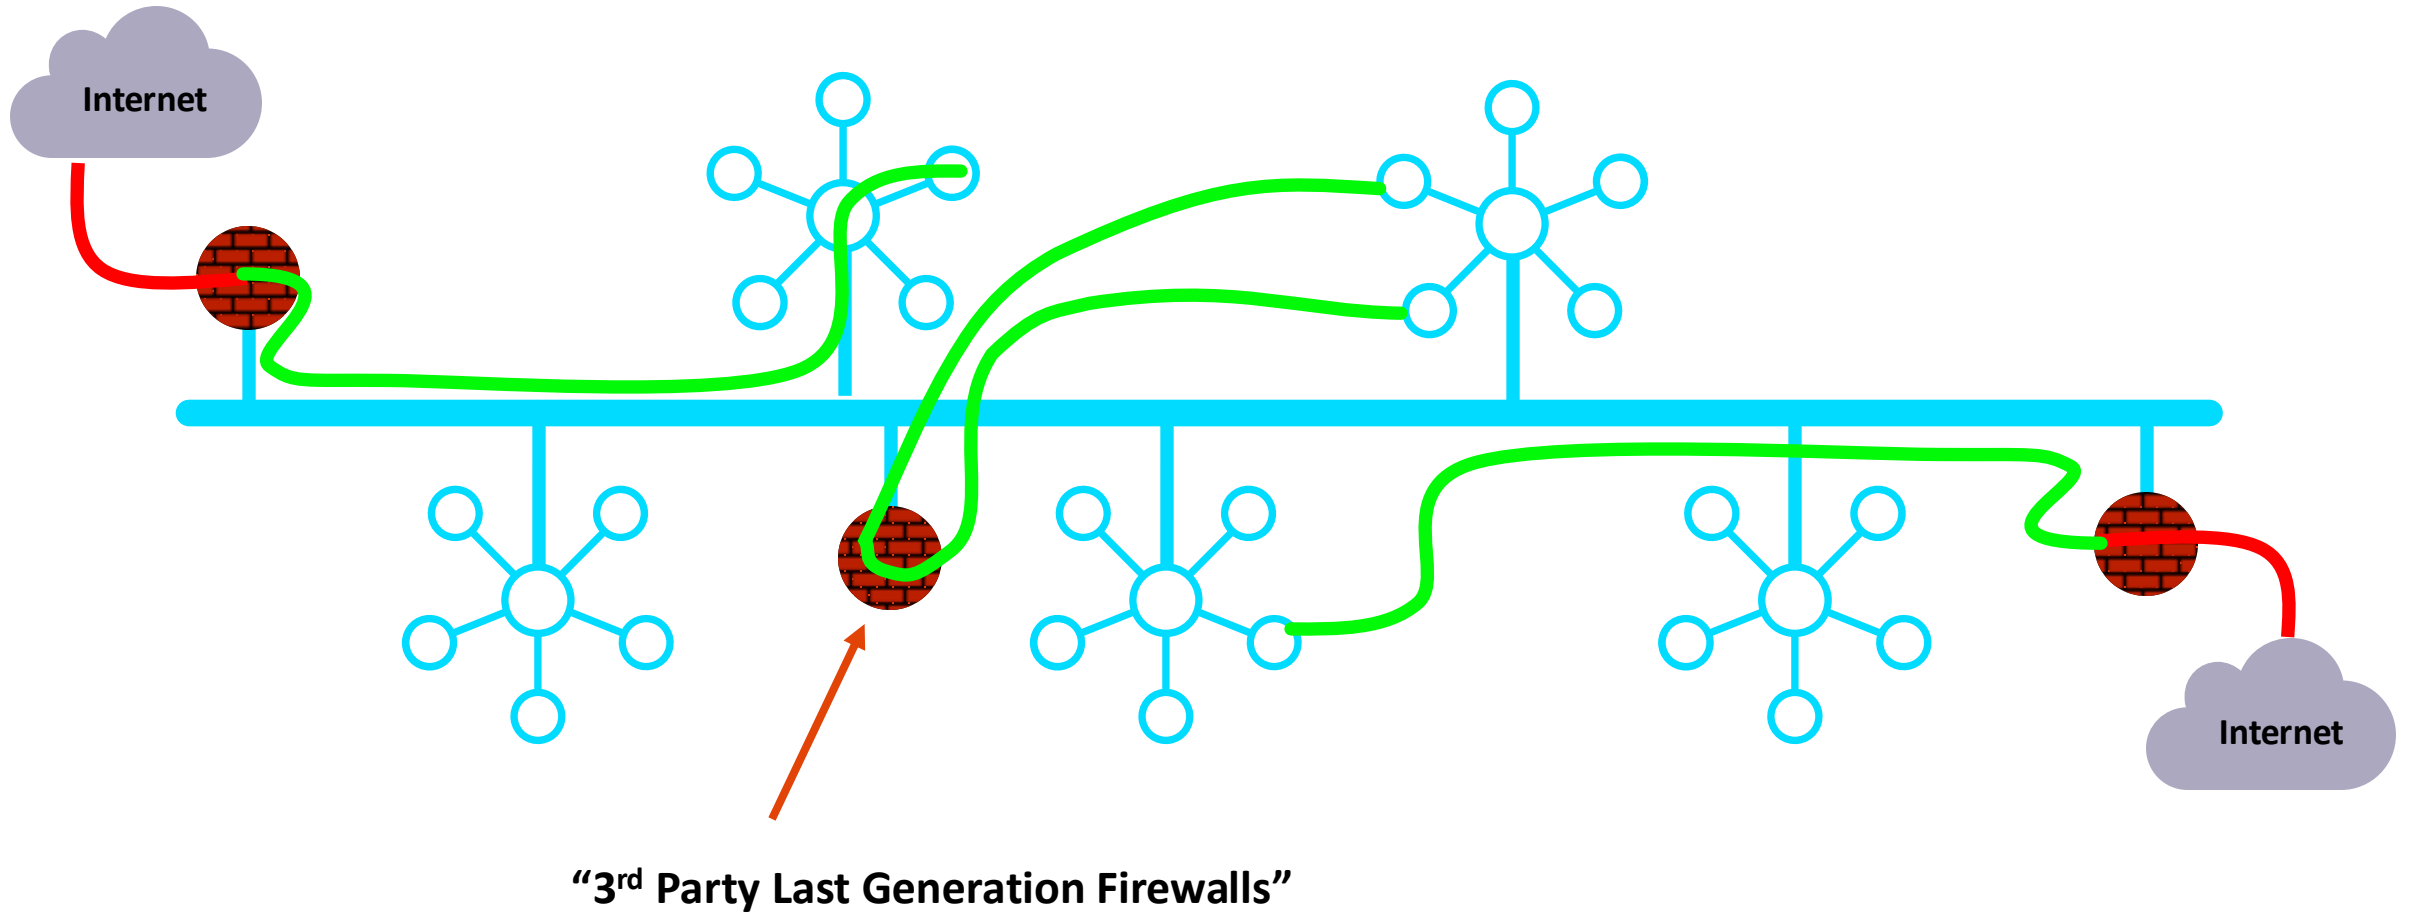 Internet
Internet
“3rd Party Last Generation Firewalls”